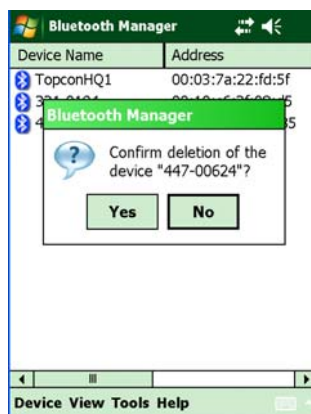 Bluetooth Manager
Device Name Address
TopconHQ1 00:03:7a:22:fd:5f
Bluetooth Manager
Confirm deletion of the
device "447-00624"?
Yes No
Device View Tools Help